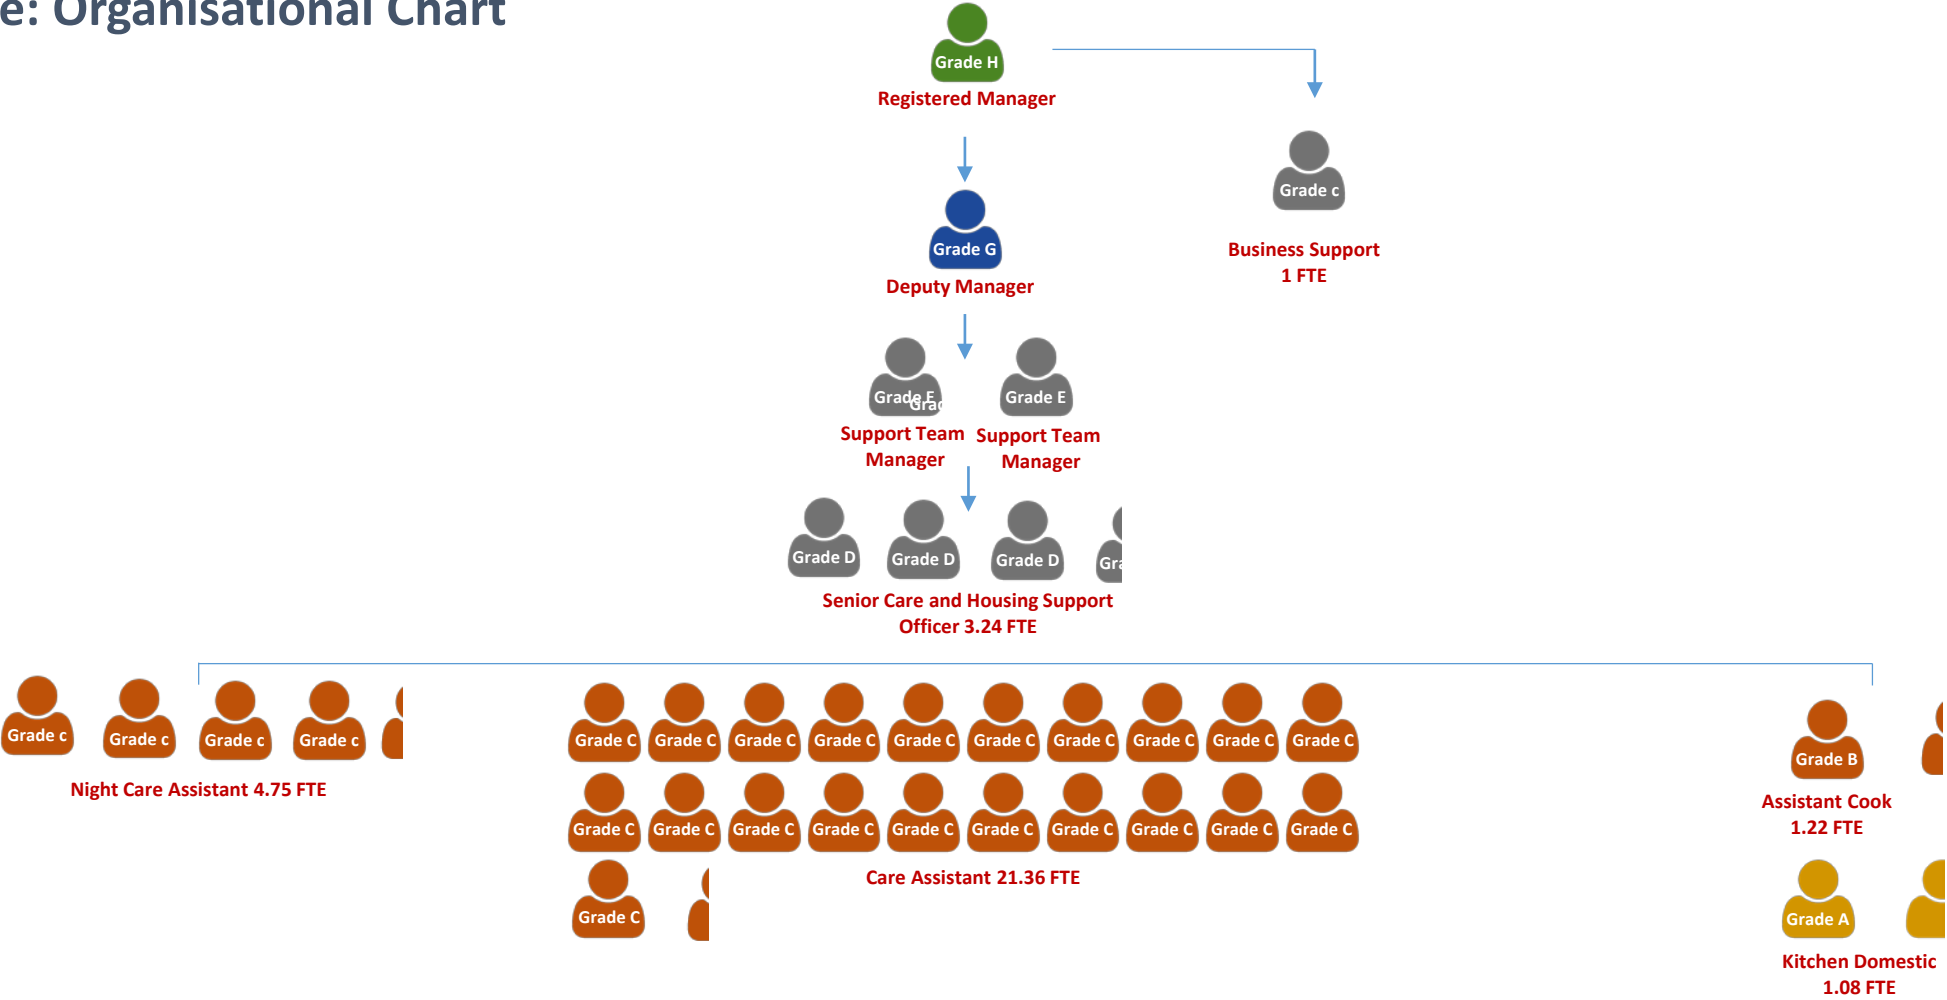 e: Organisational Chart
Grade H
Registered Manager
Grade c
Business Support
1 FTE
Grade G
Deputy Manager
Grade E
Grade E
Support Team
Manager
Support Team
Manager
Grade D
Grade D
Grade D
Senior Care and Housing Support
Officer 3.24 FTE
Grade c
Grade c
Grade c
Grade c
Night Care Assistant 4.75 FTE
Grade C Grade C Grade C Grade C Grade C Grade C Grade C Grade C Grade C Grade C
Grade C Grade C Grade C Grade C Grade C Grade C Grade C Grade C Grade C Grade C
Grade C
Care Assistant 21.36 FTE
Grade B
Assistant Cook
1.22 FTE
Grade A
Kitchen Domestic
1.08 FTE